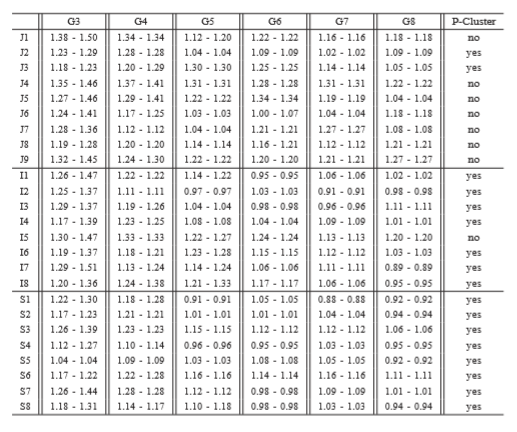 G3 G4 G5 G6 G7 G8 P-Cluster
J1 1.38 - 1.50 1.34 - 1.34 1.12 - 1.20 1.22 - 1.22 1.16 - 1.16 1.18 - 1.18 no
J2 1.23 - 1.29 1.28 - 1.28 1.04 - 1.04 1.09 - 1.09 1.02 - 1.02 1.09 - 1.09 yes
J3 1.18 - 1.23 1.20 - 1.29 1.30 - 1.30 1.25 - 1.25 1.14 - 1.14 1.05 - 1.05 yes
J4 1.35 - 1.46 1.37 - 1.41 1.31 - 1.31 1.28 - 1.28 1.31 - 1.31 1.22 - 1.22 no
J5 1.27 - 1.46 1.29 - 1.41 1.22 - 1.22 1.34 - 1.34 1.19 - 1.19 1.04 - 1.04 no
J6 1.24 - 1.41 1.17 - 1.25 1.03 - 1.03 1.00 - 1.07 1.04 - 1.04 1.18 - 1.18 no
J7 1.28 - 1.36 1.12 - 1.12 1.04 - 1.04 1.21 - 1.21 1.27 - 1.27 1.08 - 1.08 no
J8 1.19 - 1.28 1.20 - 1.20 1.14 - 1.14 1.16 - 1.21 1.12 - 1.12 1.21 - 1.21 no
J9 1.32 - 1.45 1.24 - 1.30 1.22 - 1.22 1.20 - 1.20 1.21 - 1.21 1.27 - 1.27 no
I1 1.26 - 1.47 1.22 - 1.22 1.14 - 1.22 0.95 - 0.95 1.06 - 1.06 1.02 - 1.02 yes
I2 1.25 - 1.37 1.11 - 1.11 0.97 - 0.97 1.03 - 1.03 0.91 - 0.91 0.98 - 0.98 yes
I3 1.29 - 1.37 1.19 - 1.26 1.04 - 1.04 0.98 - 0.98 0.96 - 0.96 1.11 - 1.11 yes
I4 1.17 - 1.39 1.23 - 1.25 1.08 - 1.08 1.04 - 1.04 1.09 - 1.09 1.01 - 1.01 yes
I5 1.30 - 1.47 1.33 - 1.33 1.22 - 1.27 1.24 - 1.24 1.13 - 1.13 1.20 - 1.20 no
I6 1.19 - 1.37 1.18 - 1.21 1.23 - 1.28 1.15 - 1.15 1.12 - 1.12 1.03 - 1.03 yes
I7 1.29 - 1.51 1.13 - 1.24 1.14 - 1.24 1.06 - 1.06 1.11 - 1.11 0.89 - 0.89 yes
I8 1.20 - 1.36 1.24 - 1.38 1.21 - 1.33 1.17 - 1.17 1.06 - 1.06 0.95 - 0.95 yes
S1 1.22 - 1.30 1.18 - 1.28 0.91 - 0.91 1.05 - 1.05 0.88 - 0.88 0.92 - 0.92 yes
S2 1.17 - 1.23 1.21 - 1.21 1.01 - 1.01 1.01 - 1.01 1.04 - 1.04 0.94 - 0.94 yes
S3 1.26 - 1.39 1.23 - 1.23 1.15 - 1.15 1.12 - 1.12 1.12 - 1.12 1.06 - 1.06 yes
S4 1.12 - 1.27 1.10 - 1.14 0.96 - 0.96 0.95 - 0.95 1.03 - 1.03 0.95 - 0.95 yes
S5 1.04 - 1.04 1.09 - 1.09 1.03 - 1.03 1.08 - 1.08 1.05 - 1.05 0.92 - 0.92 yes
S6 1.17 - 1.22 1.22 - 1.28 1.16 - 1.16 1.14 - 1.14 1.16 - 1.16 1.11 - 1.11 yes
S7 1.26 - 1.44 1.28 - 1.28 1.12 - 1.12 0.98 - 0.98 1.09 - 1.09 1.01 - 1.01 yes
S8 1.18 - 1.31 1.14 - 1.17 1.10 - 1.18 0.98 - 0.98 1.03 - 1.03 0.94 - 0.94 yes